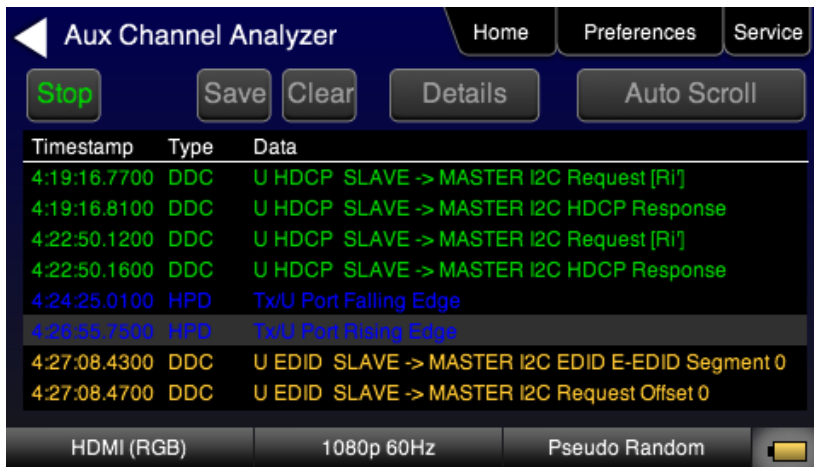 Aux Channel Analyzer Home Preferences Service
Stop Save Clear Details Auto Scroll
Timestamp Type Data
4:19:16.7700 DDC U HDCP SLAVE -> MASTER I2C Request [Ri']
4:19:16.8100 DDC U HDCP SLAVE -> MASTER I2C HDCP Response
4:22:50.1200 DDC U HDCP SLAVE -> MASTER I2C Request [Ri']
4:22:50.1600 DDC U HDCP SLAVE -> MASTER I2C HDCP Response
4:24:25.0100 HPD Tx/U Port Falling Edge
4:26:55.7500 HPD Tx/U Port Rising Edge
4:27:08.4300 DDC U EDID SLAVE -> MASTER I2C EDID E-EDID Segment 0
4:27:08.4700 DDC U EDID SLAVE -> MASTER I2C Request Offset 0
HDMI (RGB) 1080p 60Hz Pseudo Random